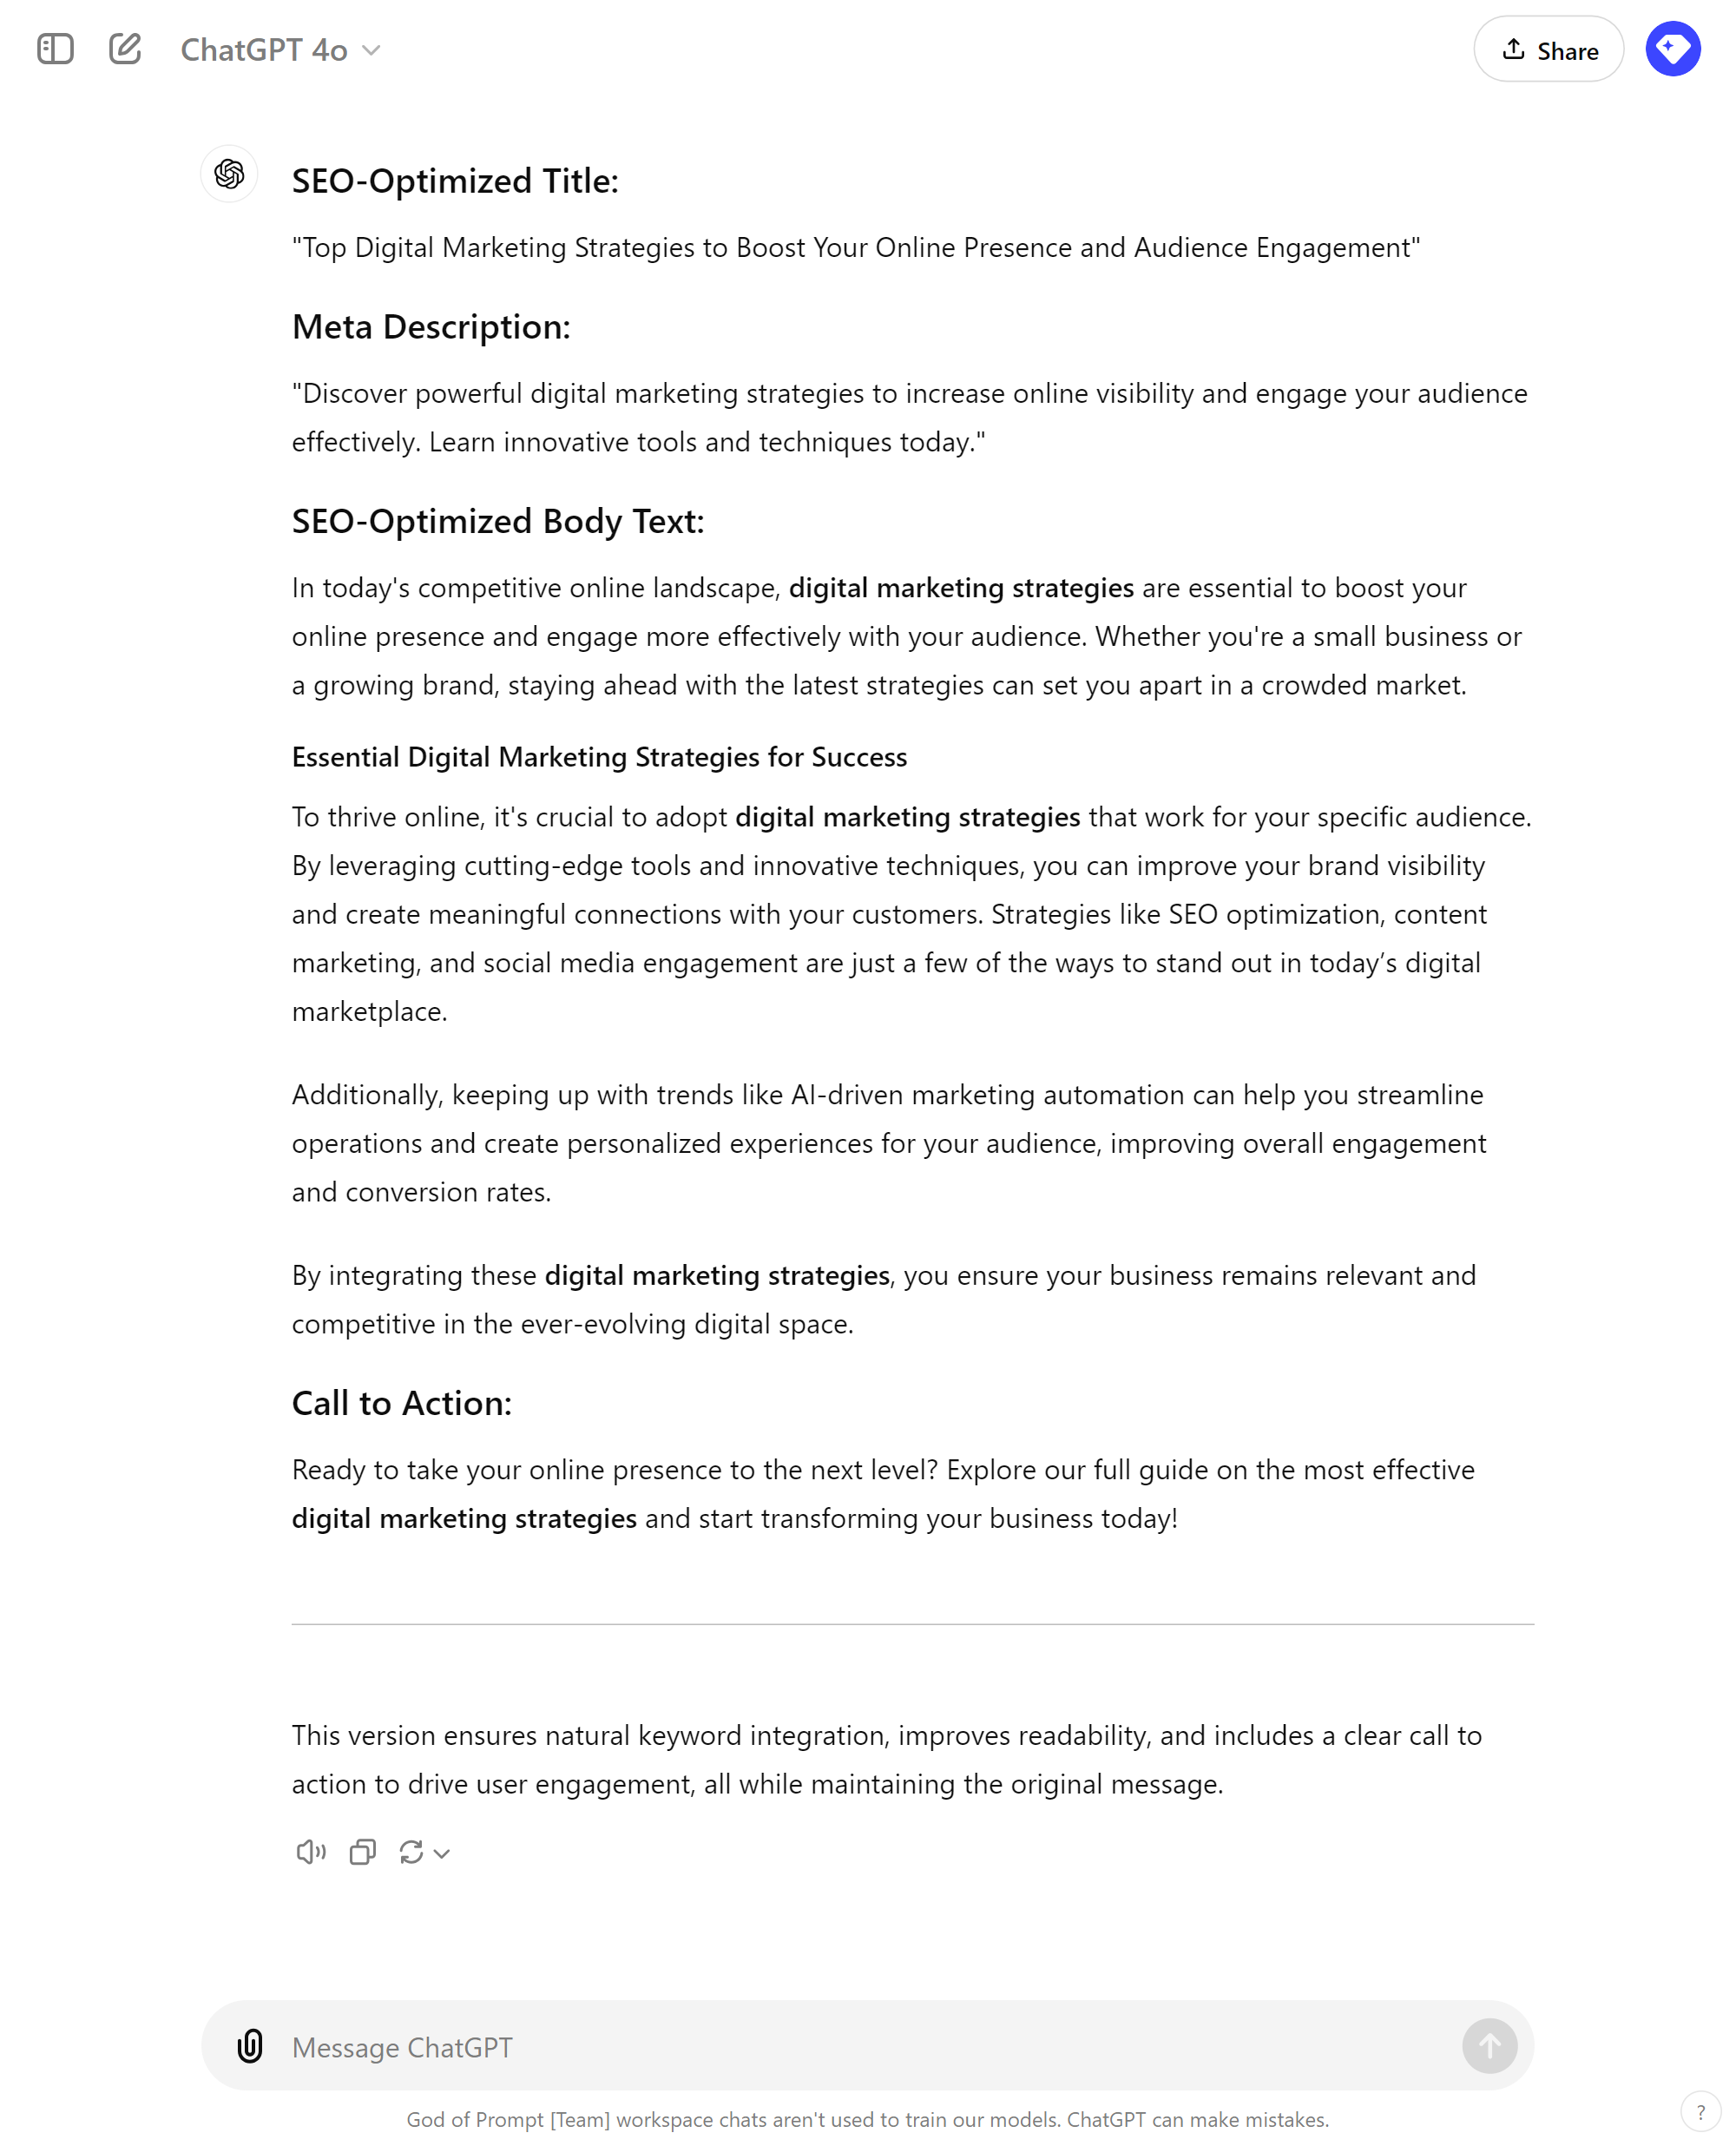 ChatGPT 4o
Share
SEO-Optimized Title:
"Top Digital Marketing Strategies to Boost Your Online Presence and Audience Engagement"
Meta Description:
"Discover powerful digital marketing strategies to increase online visibility and engage your audience
effectively. Learn innovative tools and techniques today."
SEO-Optimized Body Text:
In today's competitive online landscape, digital marketing strategies are essential to boost your
online presence and engage more effectively with your audience. Whether you're a small business or
a growing brand, staying ahead with the latest strategies can set you apart in a crowded market.
Essential Digital Marketing Strategies for Success
To thrive online, it's crucial to adopt digital marketing strategies that work for your specific audience.
By leveraging cutting-edge tools and innovative techniques, you can improve your brand visibility
and create meaningful connections with your customers. Strategies like SEO optimization, content
marketing, and social media engagement are just a few of the ways to stand out in today’s digital
marketplace.
Additionally, keeping up with trends like AI-driven marketing automation can help you streamline
operations and create personalized experiences for your audience, improving overall engagement
and conversion rates.
By integrating these digital marketing strategies, you ensure your business remains relevant and
competitive in the ever-evolving digital space.
Call to Action:
Ready to take your online presence to the next level? Explore our full guide on the most effective
digital marketing strategies and start transforming your business today!
This version ensures natural keyword integration, improves readability, and includes a clear call to
action to drive user engagement, all while maintaining the original message.
Message ChatGPT
God of Prompt [Team] workspace chats aren't used to train our models. ChatGPT can make mistakes.
?